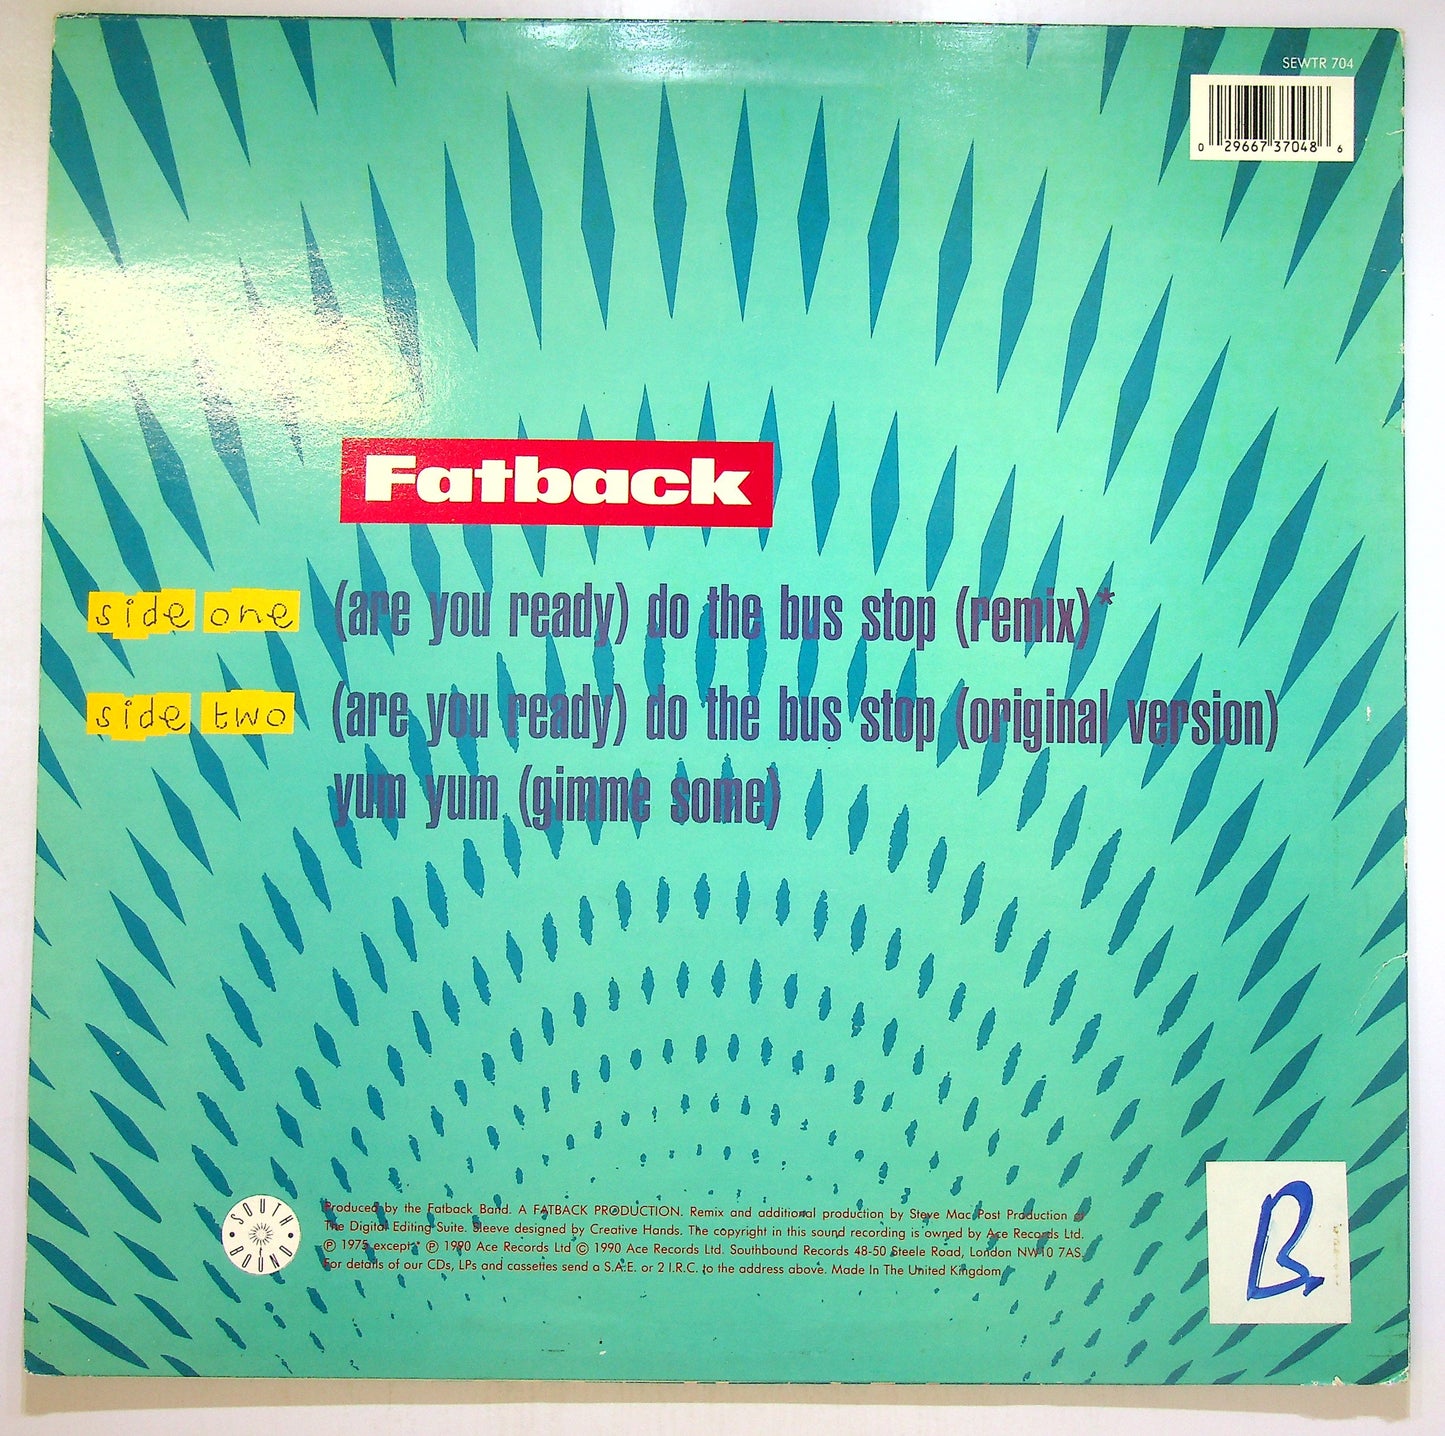 SEWTR 704
0 29667 37048 6
Fatback
side one (are you ready) do the bus stop (remix)*
side two (are you ready) do the bus stop (original version)
yum yum (gimme some)
SOUTH BOUND
Produced by the Fatback Band. A FATBACK PRODUCTION. Remix and additional production by Steve Mac Post Production at
The Digital Editing Suite. Sleeve designed by Creative Hands. The copyright in this sound recording is owned by Ace Records Ltd.
℗ 1975 except * ℗ 1990 Ace Records Ltd © 1990 Ace Records Ltd. Southbound Records 48-50 Steele Road, London NW10 7AS.
For details of our CDs, LPs and cassettes send a S.A.E. or 2 I.R.C. to the address above. Made In The United Kingdom
B